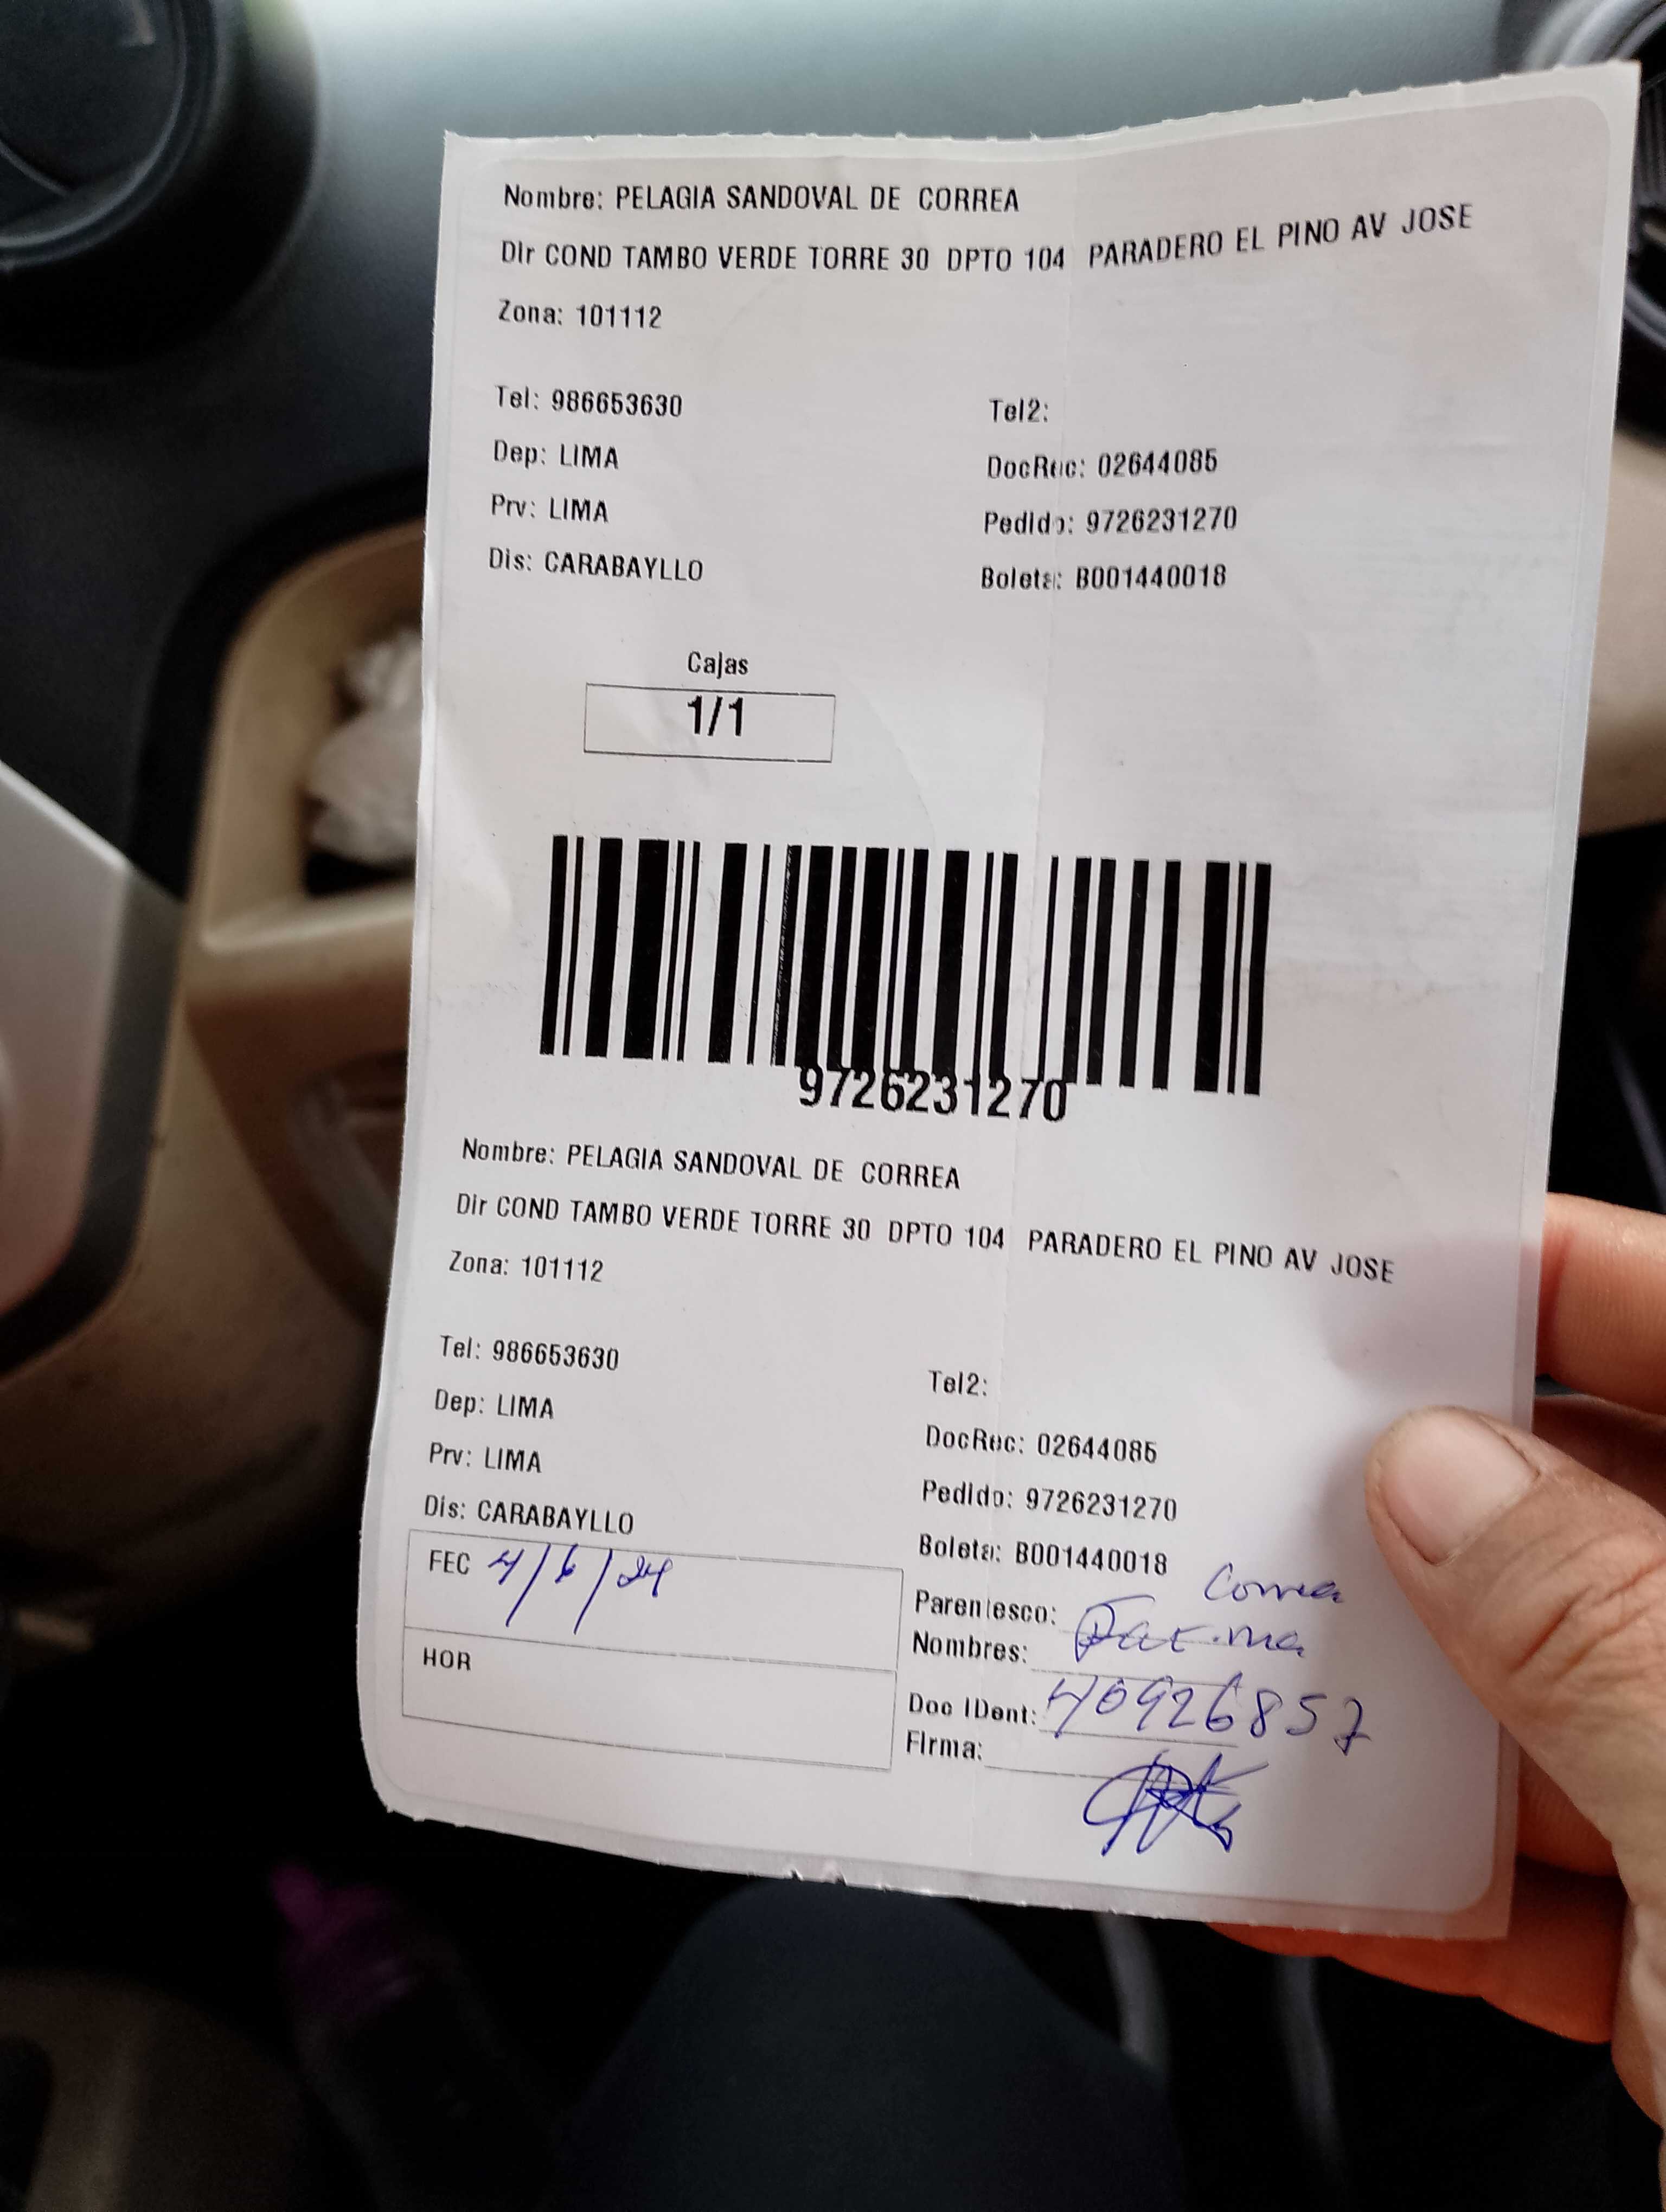 Nombre: PELAGIA SANDOVAL DE CORREA
Dir COND TAMBO VERDE TORRE 30 DPTO 104 PARADERO EL PINO AV JOSE
Zona: 101112
Tel: 986653630
Tel2:
Dep: LIMA
DocRec: 02644085
Prv: LIMA
Pedido: 9726231270
Dis: CARABAYLLO
Boleta: B001440018
Cajas
1/1
9726231270
Nombre: PELAGIA SANDOVAL DE CORREA
Dir COND TAMBO VERDE TORRE 30 DPTO 104 PARADERO EL PINO AV JOSE
Zona: 101112
Tel: 986653630
Tel2:
Dep: LIMA
DocRec: 02644085
Prv: LIMA
Pedido: 9726231270
Dis: CARABAYLLO
Boleta: B001440018
FEC 4/6/24
Parentesco: Correa
Nombres: Fatima
HOR
Doc IDent: 40926857
Firma: